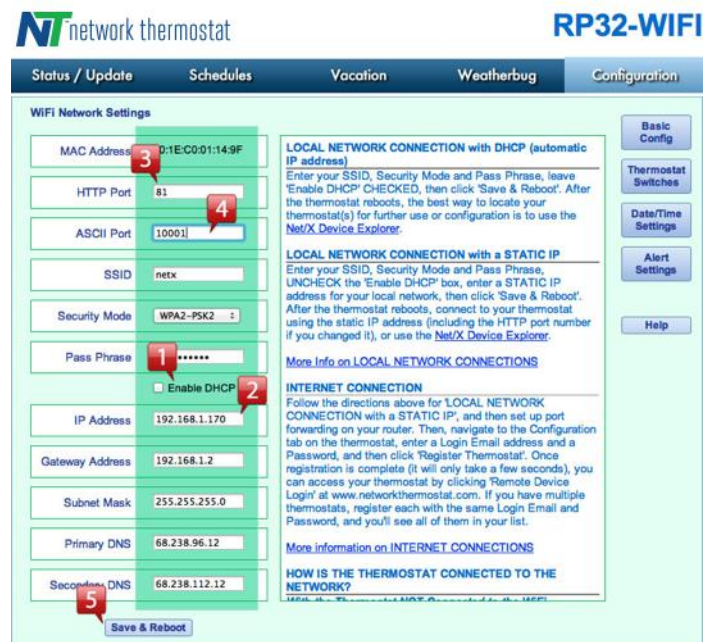 NT network thermostat
RP32-WIFI
Status / Update Schedules Vacation Weatherbug Configuration
WiFi Network Settings
MAC Address 0:1E:C0:01:14:9F
3
HTTP Port 81
4
ASCII Port 10001
SSID netx
Security Mode WPA2-PSK2
Pass Phrase ••••••
1
Enable DHCP
2
IP Address 192.168.1.170
Gateway Address 192.168.1.2
Subnet Mask 255.255.255.0
Primary DNS 68.238.96.12
Secondary DNS 68.238.112.12
5
Save & Reboot
LOCAL NETWORK CONNECTION with DHCP (automatic
IP address)
Enter your SSID, Security Mode and Pass Phrase, leave
'Enable DHCP' CHECKED, then click 'Save & Reboot'. After
the thermostat reboots, the best way to locate your
thermostat(s) for further use or configuration is to use the
Net/X Device Explorer.
LOCAL NETWORK CONNECTION with a STATIC IP
Enter your SSID, Security Mode and Pass Phrase,
UNCHECK the 'Enable DHCP' box, enter a STATIC IP
address for your local network, then click 'Save & Reboot'.
After the thermostat reboots, connect to your thermostat
using the static IP address (including the HTTP port number
if you changed it), or use the Net/X Device Explorer.
More Info on LOCAL NETWORK CONNECTIONS
INTERNET CONNECTION
Follow the directions above for 'LOCAL NETWORK
CONNECTION with a STATIC IP', and then set up port
forwarding on your router. Then, navigate to the Configuration
tab on the thermostat, enter a Login Email address and a
Password, and then click 'Register Thermostat'. Once
registration is complete (it will only take a few seconds), you
can access your thermostat by clicking 'Remote Device
Login' at www.networkthermostat.com. If you have multiple
thermostats, register each with the same Login Email and
Password, and you'll see all of them in your list.
More information on INTERNET CONNECTIONS
HOW IS THE THERMOSTAT CONNECTED TO THE
NETWORK?
With the Thermostat NOT Connected to the WiFi
Basic
Config
Thermostat
Switches
Date/Time
Settings
Alert
Settings
Help